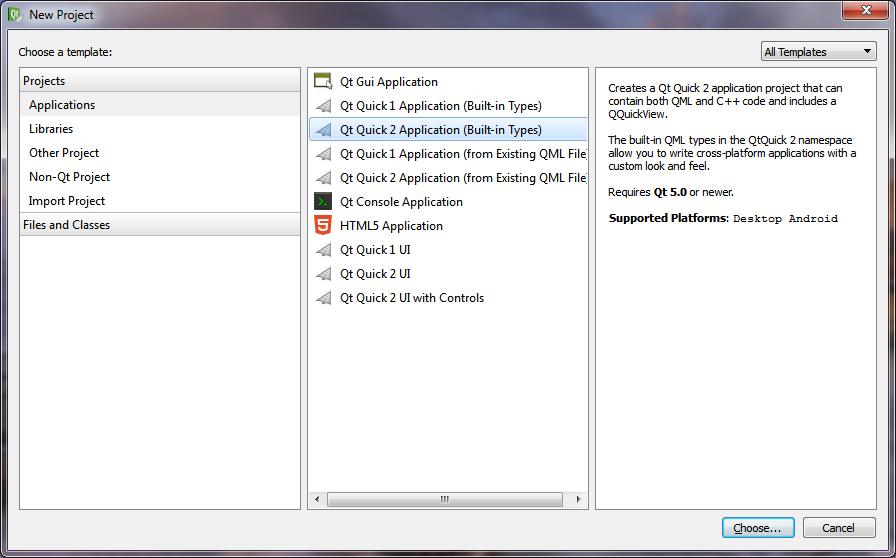 New Project
Choose a template:
All Templates
Projects
Applications
Libraries
Other Project
Non-Qt Project
Import Project
Files and Classes
Qt Gui Application
Qt Quick 1 Application (Built-in Types)
Qt Quick 2 Application (Built-in Types)
Qt Quick 1 Application (from Existing QML File
Qt Quick 2 Application (from Existing QML File
Qt Console Application
HTML5 Application
Qt Quick 1 UI
Qt Quick 2 UI
Qt Quick 2 UI with Controls
Creates a Qt Quick 2 application project that can
contain both QML and C++ code and includes a
QQuickView.
The built-in QML types in the QtQuick 2 namespace
allow you to write cross-platform applications with a
custom look and feel.
Requires Qt 5.0 or newer.
Supported Platforms: Desktop Android
Choose...
Cancel